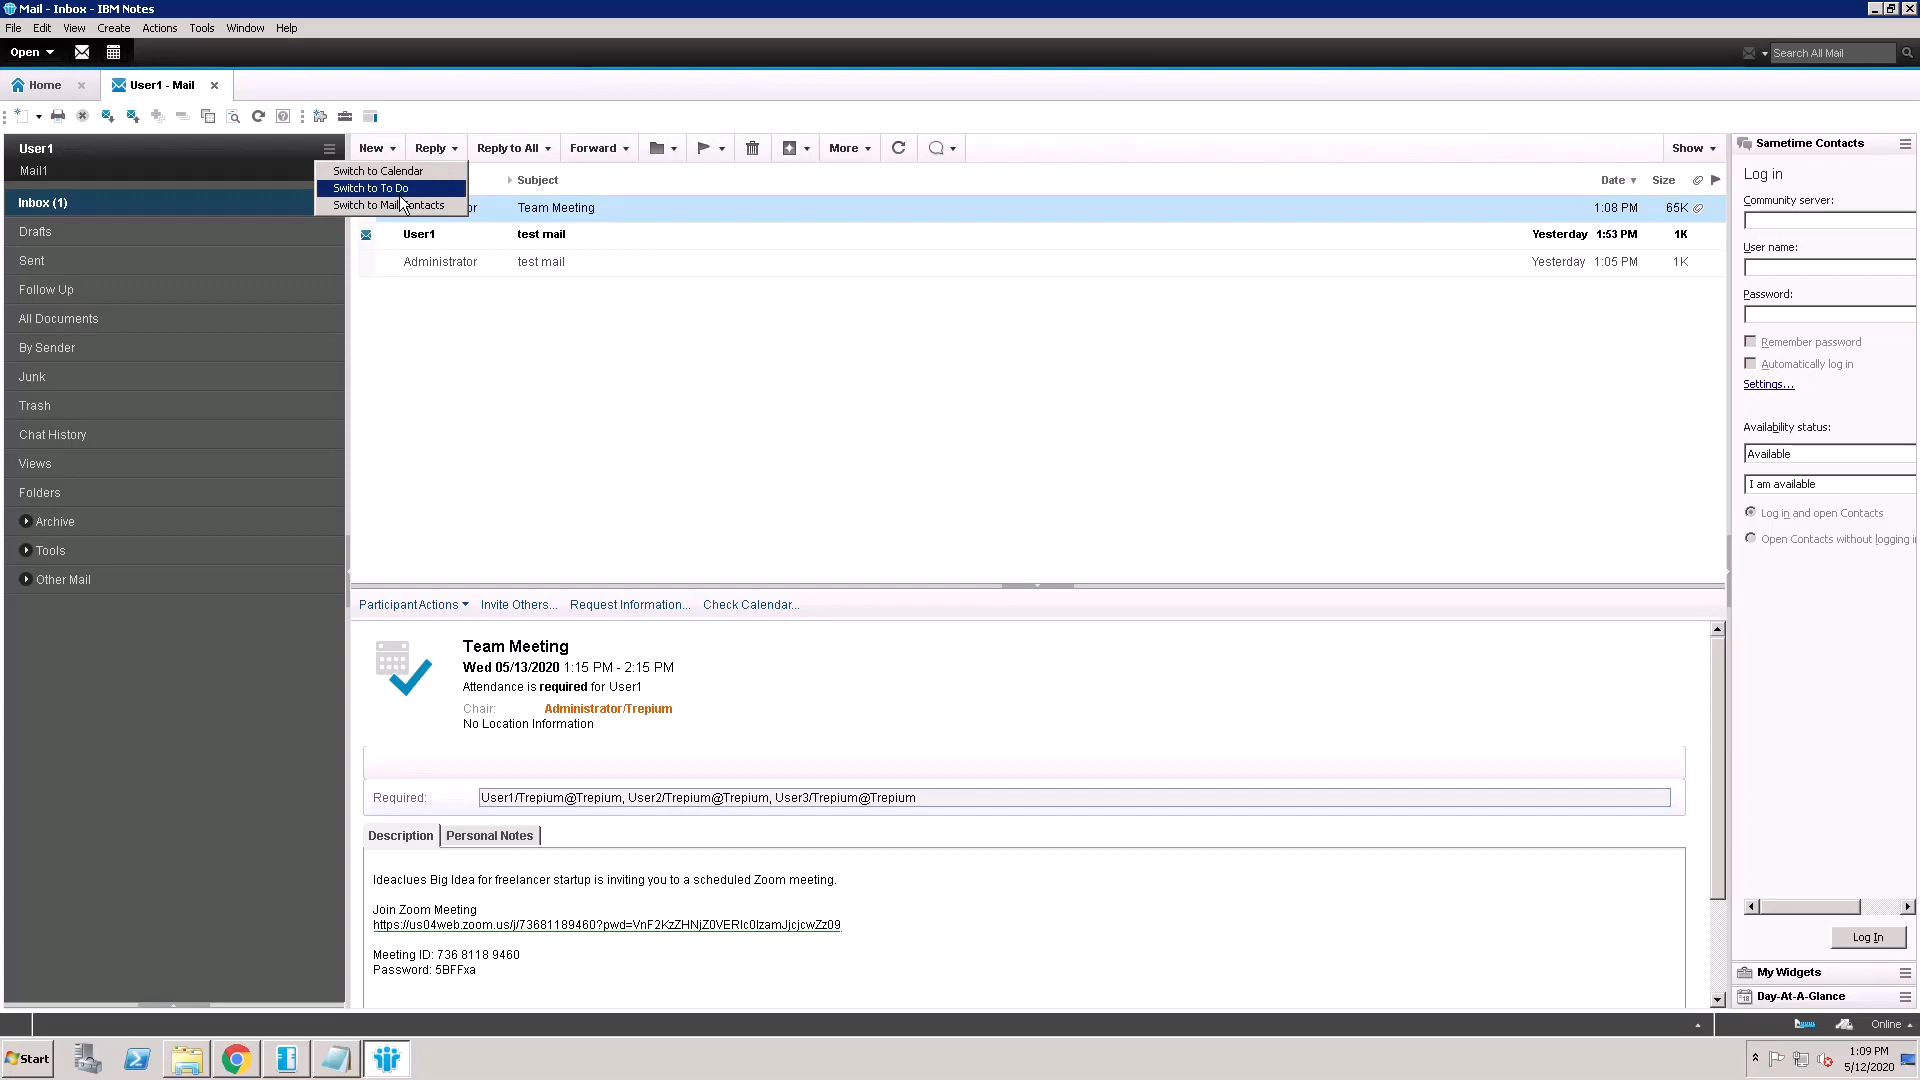 Mail - Inbox - IBM Notes
File Edit View Create Actions Tools Window Help
Open
Search All Mail
Home
User1 - Mail
User1
Mail1
Inbox (1)
Drafts
Sent
Follow Up
All Documents
By Sender
Junk
Trash
Chat History
Views
Folders
Archive
Tools
Other Mail
New Reply Reply to All Forward More Show
Switch to Calendar
Switch to To Do
Switch to Mail Contacts
Subject Date Size
or Team Meeting 1:08 PM 65K
User1 test mail Yesterday 1:53 PM 1K
Administrator test mail Yesterday 1:05 PM 1K
Participant Actions Invite Others... Request Information... Check Calendar...
Team Meeting
Wed 05/13/2020 1:15 PM - 2:15 PM
Attendance is required for User1
Chair: Administrator/Trepium
No Location Information
Required: User1/Trepium@Trepium, User2/Trepium@Trepium, User3/Trepium@Trepium
Description Personal Notes
Ideaclues Big Idea for freelancer startup is inviting you to a scheduled Zoom meeting.
Join Zoom Meeting
https://us04web.zoom.us/j/73681189460?pwd=VnF2KzZHNjZ0VERIc0IzamJjcjcwZz09
Meeting ID: 736 8118 9460
Password: 5BFFxa
Sametime Contacts
Log in
Community server:
User name:
Password:
Remember password
Automatically log in
Settings...
Availability status:
Available
I am available
Log in and open Contacts
Open Contacts without logging i
Log In
My Widgets
Day-At-A-Glance
Online
Start
1:09 PM
5/12/2020